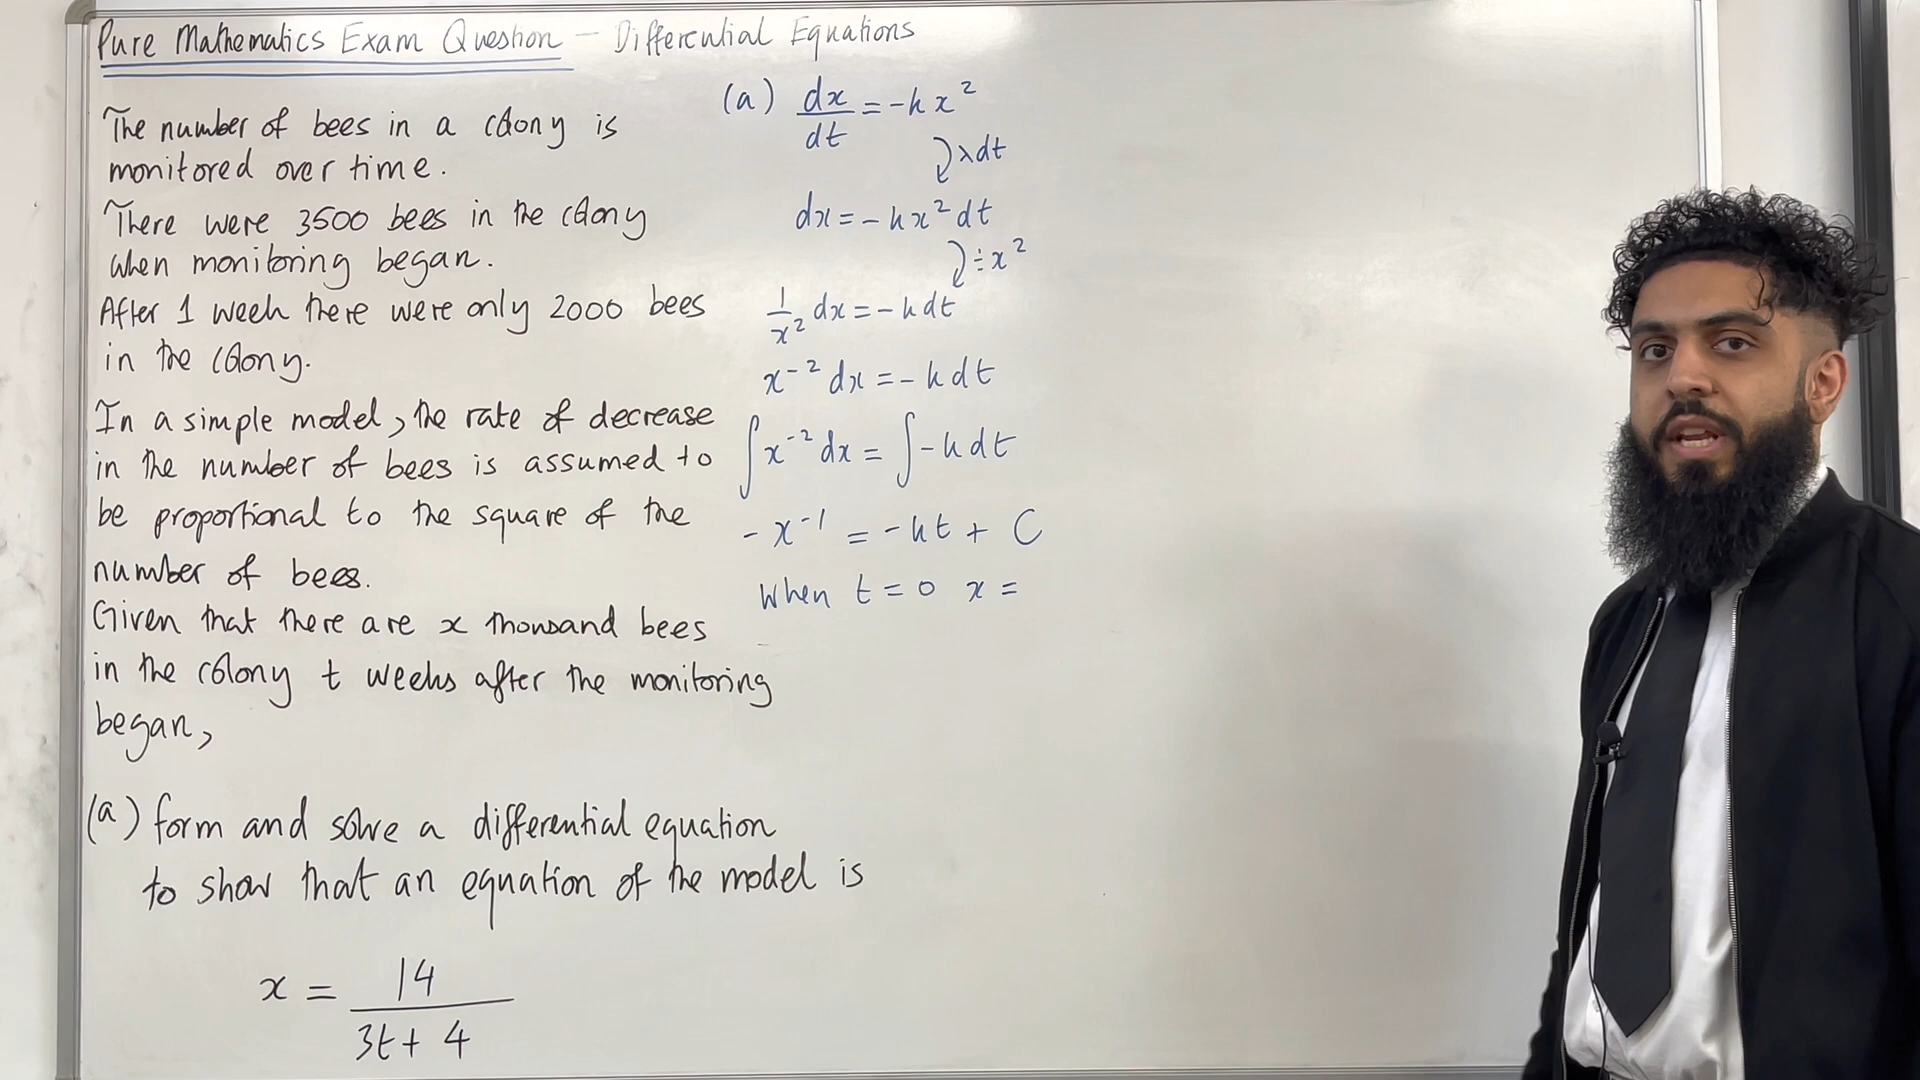 Pure Mathematics Exam Question - Differential Equations
The number of bees in a colony is
monitored over time.
There were 3500 bees in the colony
when monitoring began.
After 1 week there were only 2000 bees
in the colony.
In a simple model, the rate of decrease
in the number of bees is assumed to
be proportional to the square of the
number of bees.
Given that there are x thousand bees
in the colony t weeks after the monitoring
began,
(a) form and solve a differential equation
to show that an equation of the model is
x = 14/(3t + 4)
(a) dx/dt = -kx²
×dt
dx = -kx² dt
÷x²
1/x² dx = -k dt
x⁻² dx = -k dt
∫x⁻² dx = ∫-k dt
-x⁻¹ = -kt + C
When t = 0 x =